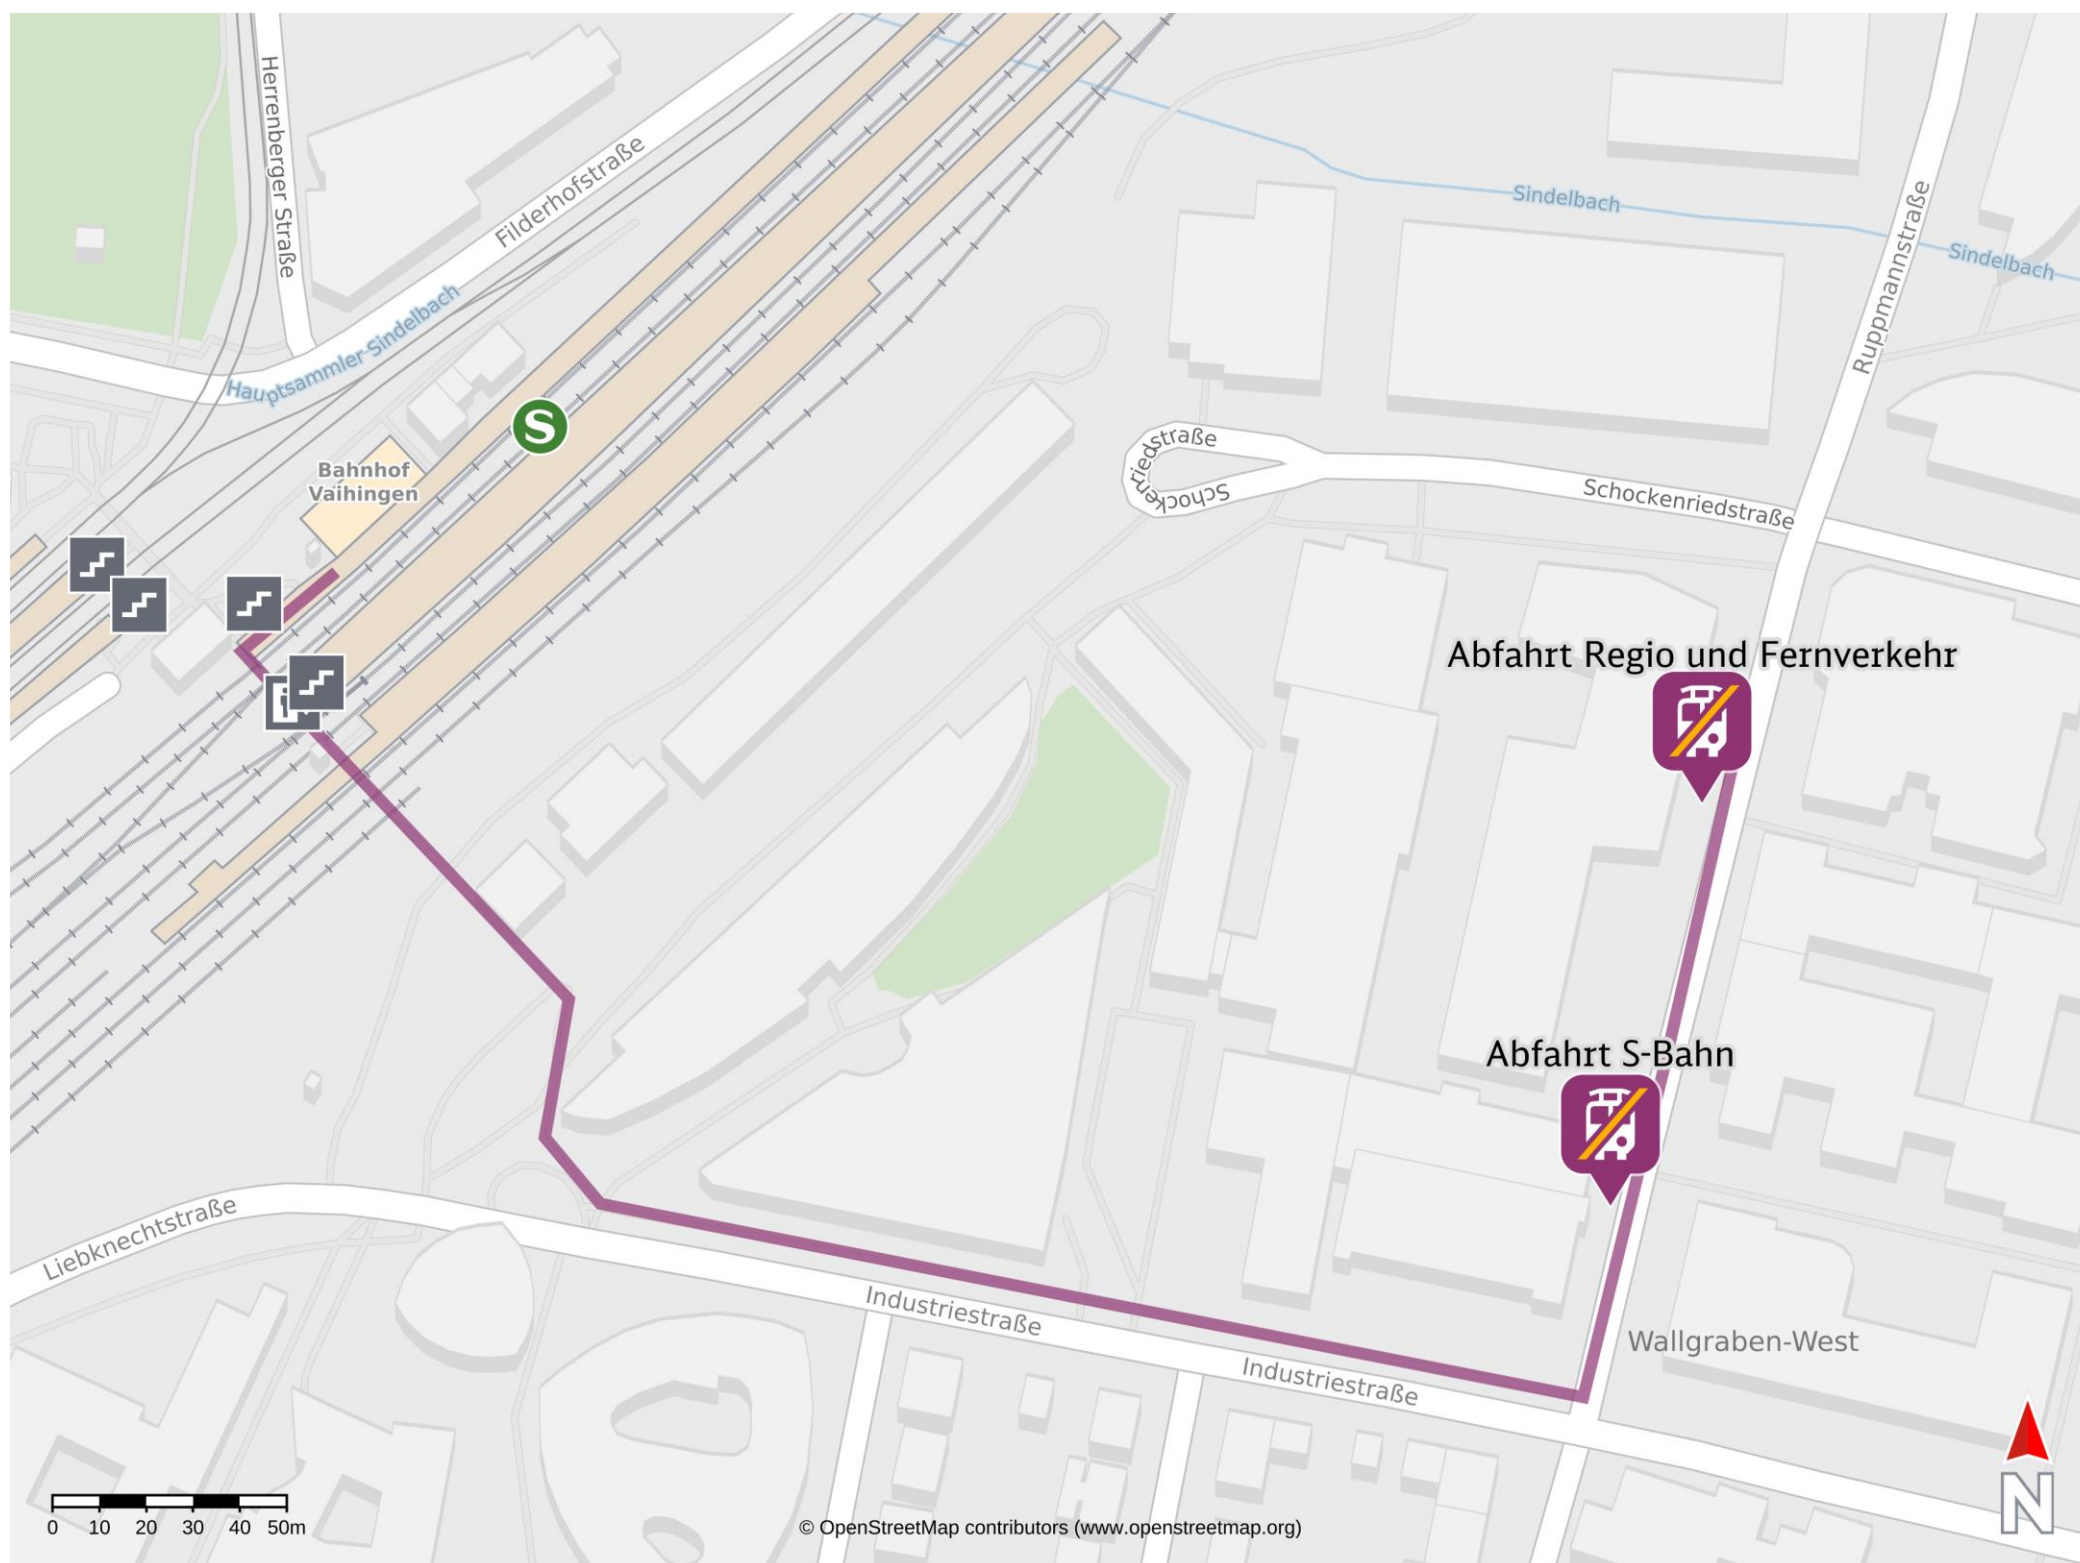 Herrenberger Straße
Filderhofstraße
Hauptsammler-Sindelbach
Sindelbach
Sindelbach
Ruppmannstraße
S
Bahnhof
Vaihingen
Schockenriedstraße
Schockenriedstraße
Abfahrt Regio und Fernverkehr
Abfahrt S-Bahn
Liebknechtstraße
Industriestraße
Industriestraße
Wallgraben-West
0 10 20 30 40 50m
© OpenStreetMap contributors (www.openstreetmap.org)
N